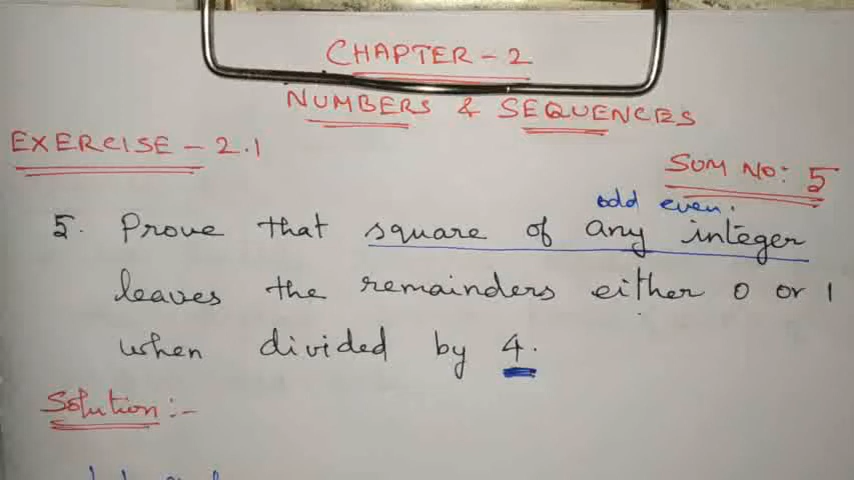 CHAPTER - 2
NUMBERS & SEQUENCES
EXERCISE - 2.1
SUM NO: 5
odd even.
5. Prove that square of any integer
leaves the remainders either 0 or 1
when divided by 4.
Solution :-